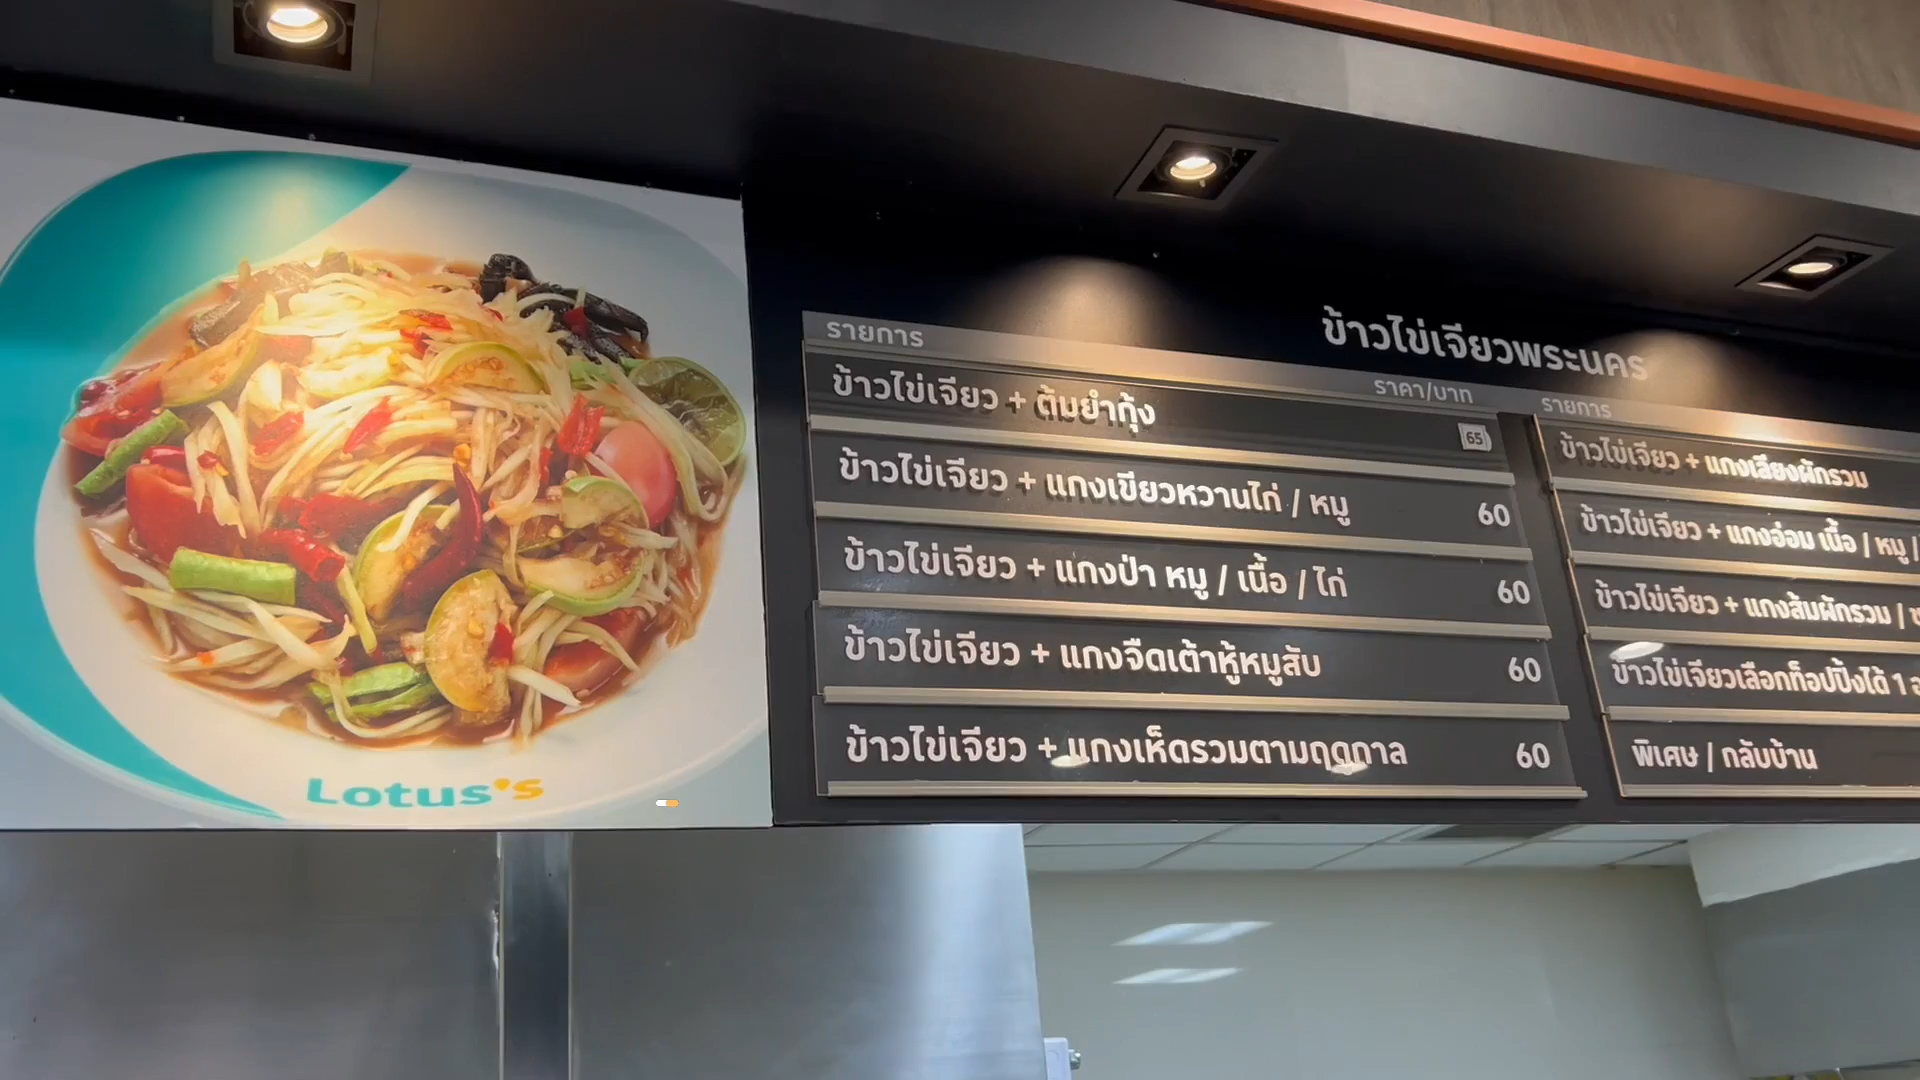 Lotus's
ข้าวไข่เจียวพระนคร
รายการ ราคา/บาท
ข้าวไข่เจียว + ต้มยำกุ้ง 65
ข้าวไข่เจียว + แกงเขียวหวานไก่ / หมู 60
ข้าวไข่เจียว + แกงป่า หมู / เนื้อ / ไก่ 60
ข้าวไข่เจียว + แกงจืดเต้าหู้หมูสับ 60
ข้าวไข่เจียว + แกงเห็ดรวมตามฤดูกาล 60
รายการ
ข้าวไข่เจียว + แกงเลียงผักรวม
ข้าวไข่เจียว + แกงอ่อม เนื้อ / หมู /
ข้าวไข่เจียว + แกงส้มผักรวม /
ข้าวไข่เจียวเลือกท็อปปิ้งได้ 1
พิเศษ / กลับบ้าน